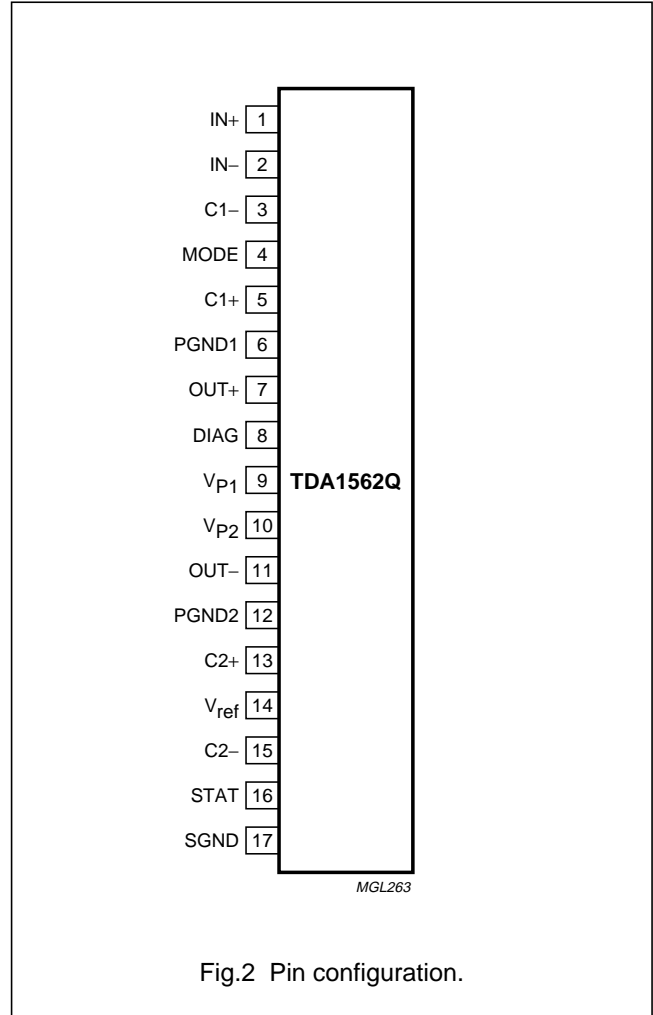 IN+ 1
IN− 2
C1− 3
MODE 4
C1+ 5
PGND1 6
OUT+ 7
DIAG 8
VP1 9 TDA1562Q
VP2 10
OUT− 11
PGND2 12
C2+ 13
Vref 14
C2− 15
STAT 16
SGND 17
MGL263
Fig.2 Pin configuration.